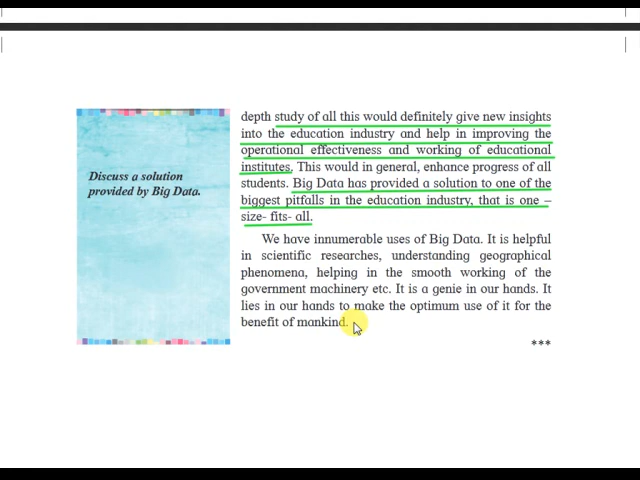 Discuss a solution
provided by Big Data.
depth study of all this would definitely give new insights
into the education industry and help in improving the
operational effectiveness and working of educational
institutes. This would in general, enhance progress of all
students. Big Data has provided a solution to one of the
biggest pitfalls in the education industry, that is one –
size- fits- all.
We have innumerable uses of Big Data. It is helpful
in scientific researches, understanding geographical
phenomena, helping in the smooth working of the
government machinery etc. It is a genie in our hands. It
lies in our hands to make the optimum use of it for the
benefit of mankind.
***